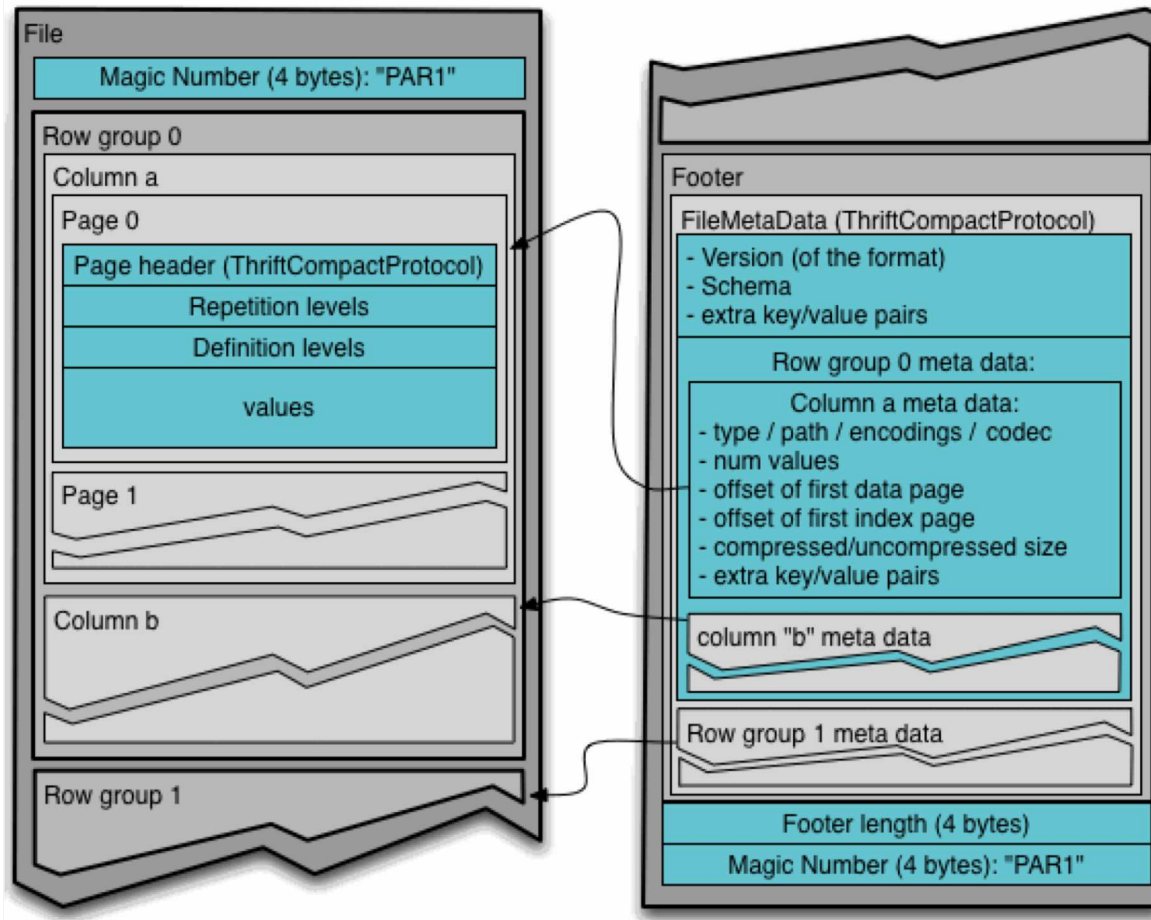 File
Magic Number (4 bytes): "PAR1"
Row group 0
Column a
Page 0
Page header (ThriftCompactProtocol)
Repetition levels
Definition levels
values
Page 1
Column b
Row group 1
Footer
FileMetaData (ThriftCompactProtocol)
- Version (of the format)
- Schema
- extra key/value pairs
Row group 0 meta data:
Column a meta data:
- type / path / encodings / codec
- num values
- offset of first data page
- offset of first index page
- compressed/uncompressed size
- extra key/value pairs
column "b" meta data
Row group 1 meta data
Footer length (4 bytes)
Magic Number (4 bytes): "PAR1"